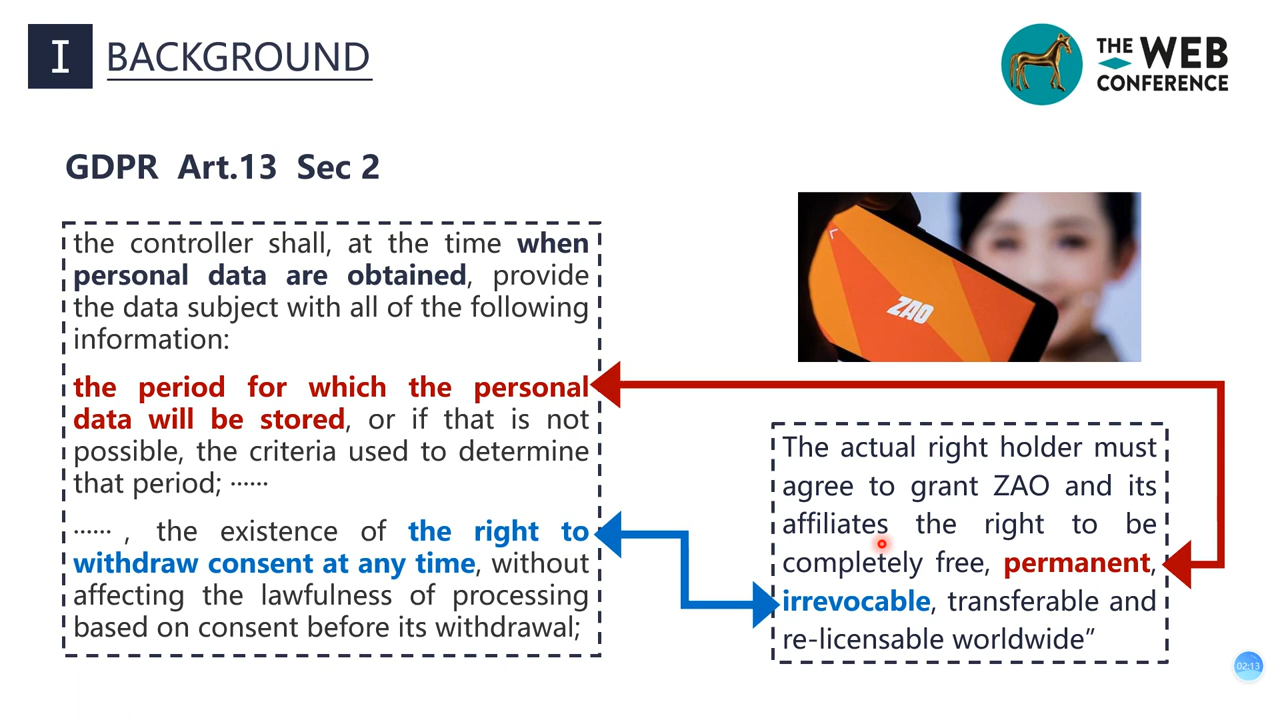 I BACKGROUND
THE WEB
CONFERENCE
GDPR Art.13 Sec 2
the controller shall, at the time when
personal data are obtained, provide
the data subject with all of the following
information:
the period for which the personal
data will be stored, or if that is not
possible, the criteria used to determine
that period; ······
······ , the existence of the right to
withdraw consent at any time, without
affecting the lawfulness of processing
based on consent before its withdrawal;
ZAO
The actual right holder must
agree to grant ZAO and its
affiliates the right to be
completely free, permanent,
irrevocable, transferable and
re-licensable worldwide”
02:13